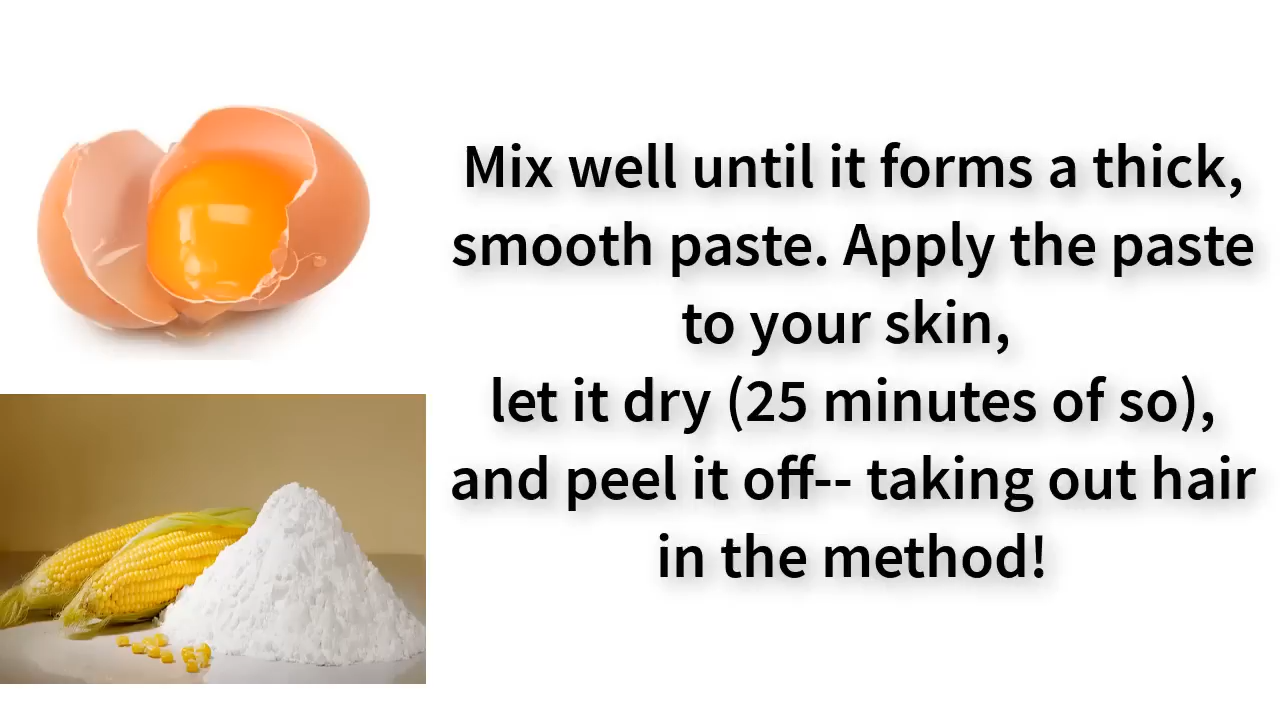 Mix well until it forms a thick,
smooth paste. Apply the paste
to your skin,
let it dry (25 minutes of so),
and peel it off-- taking out hair
in the method!